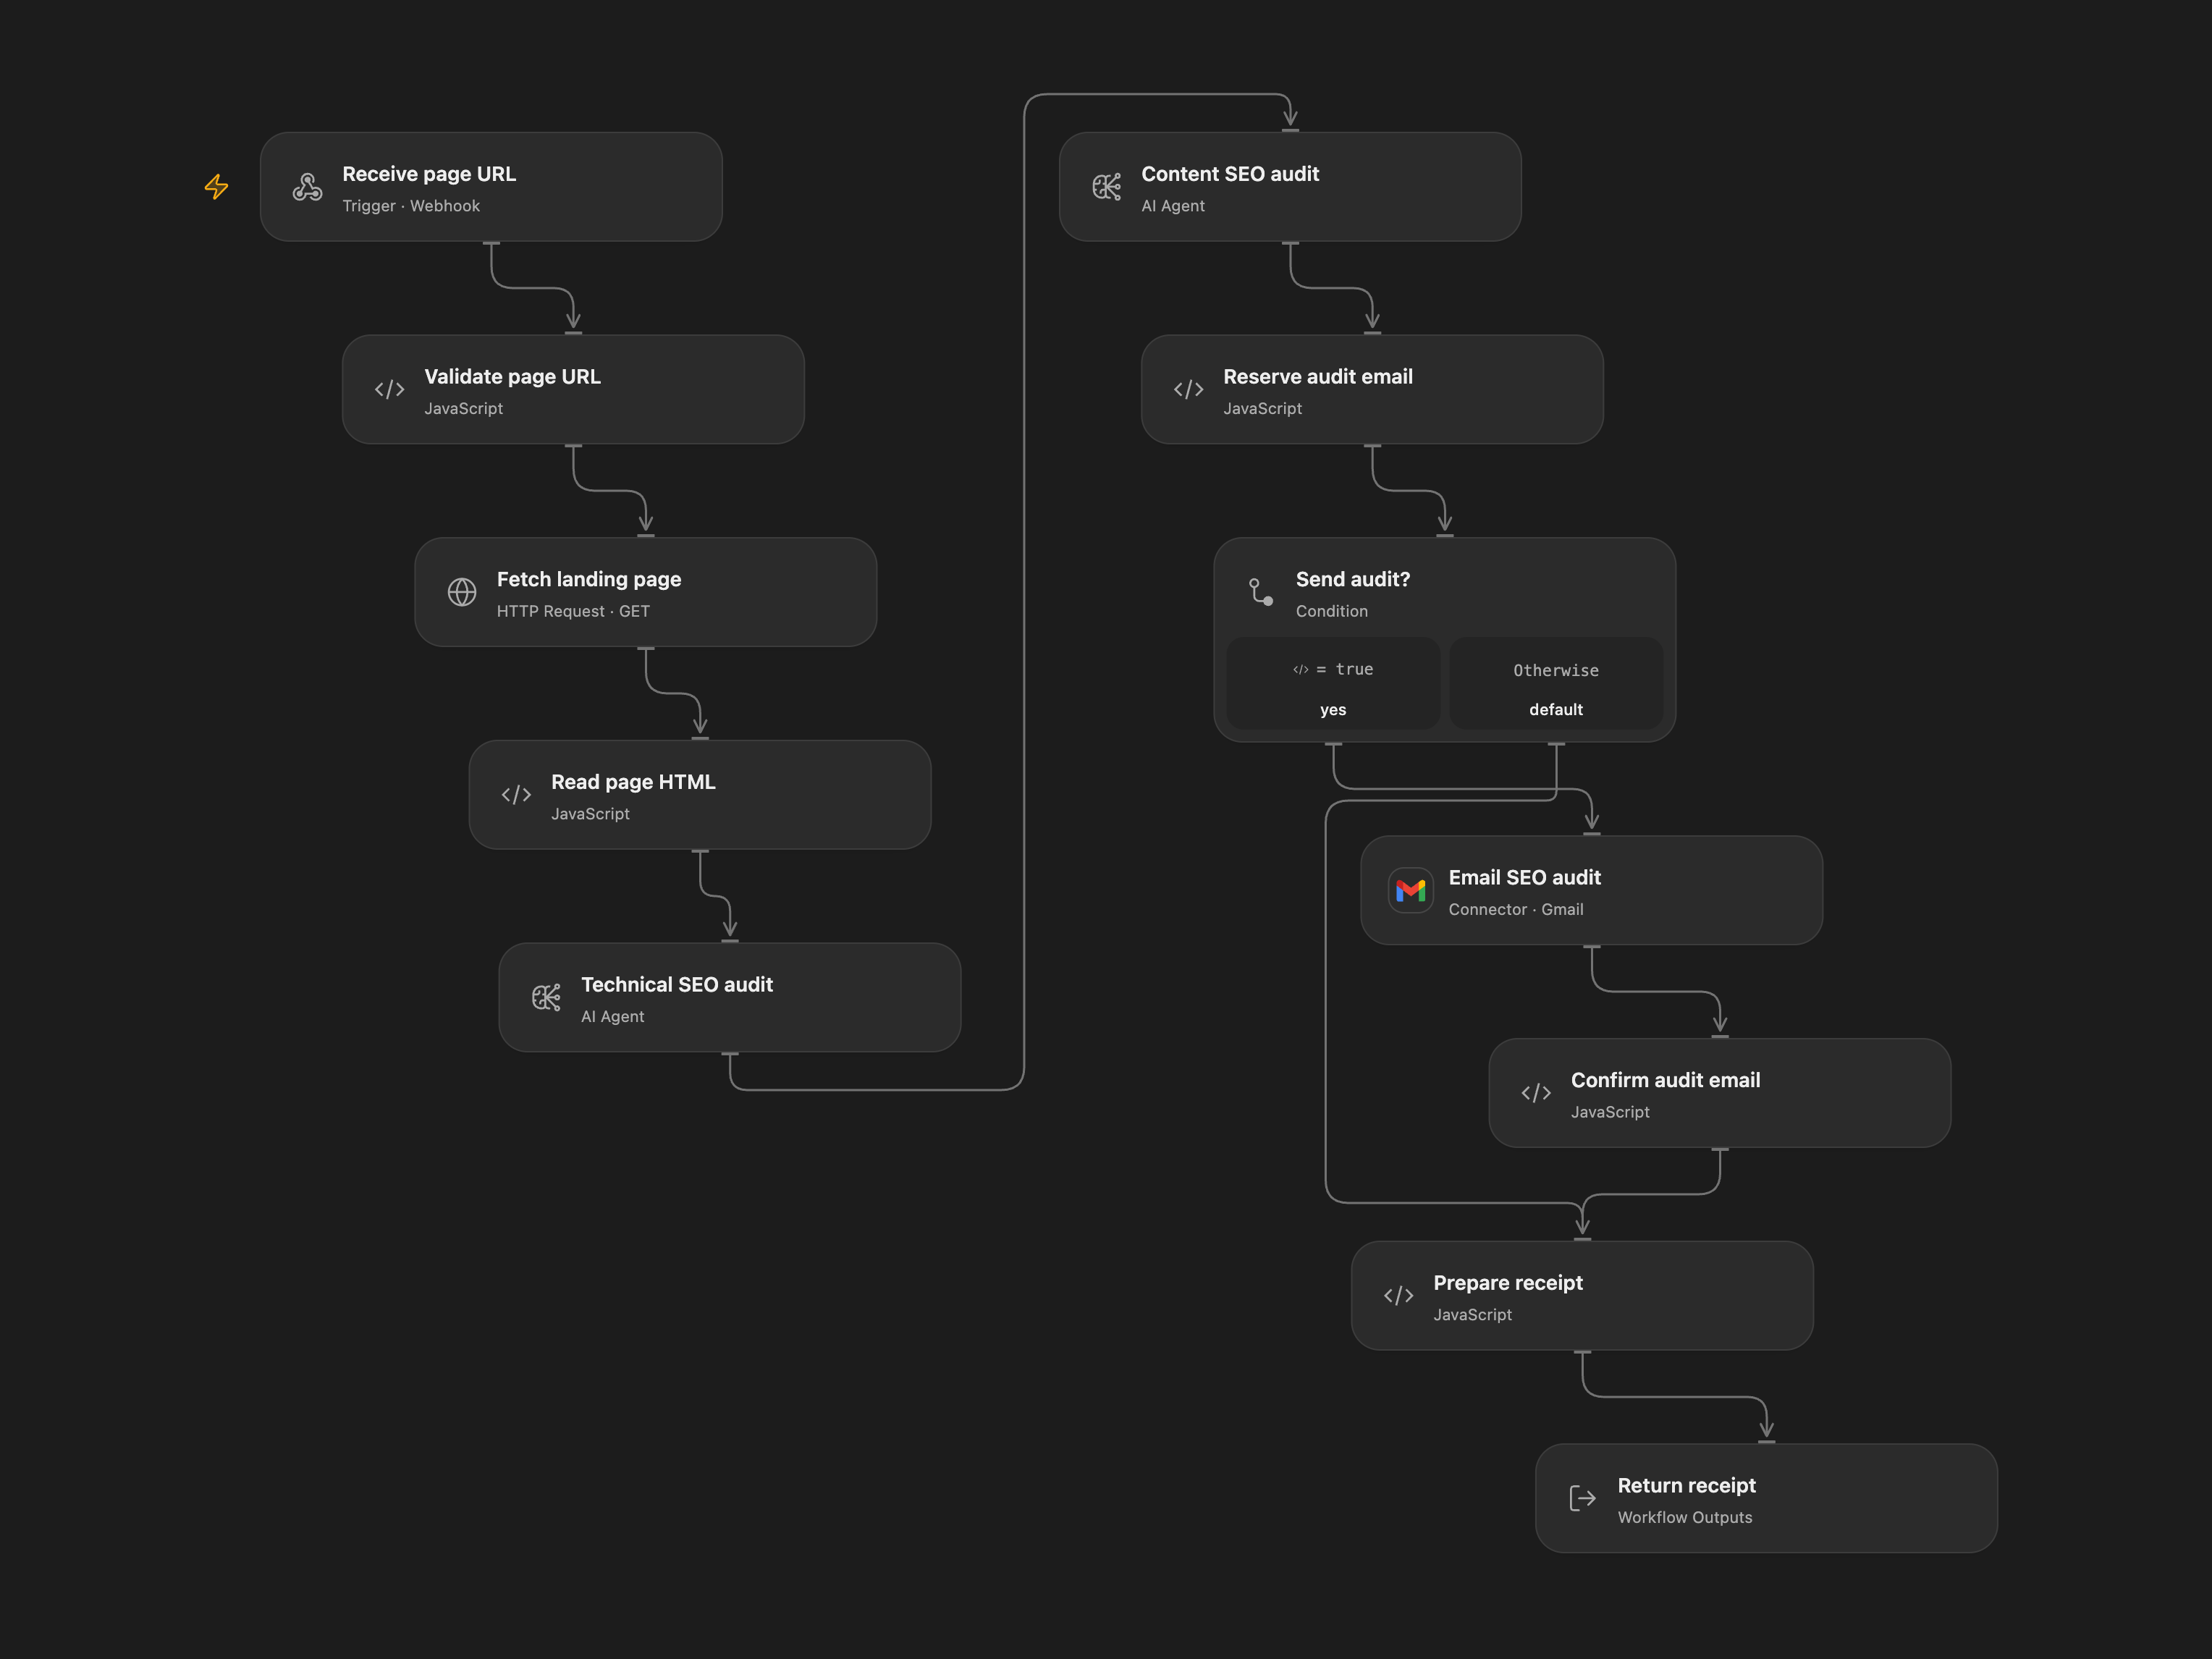 Receive page URL
Trigger · Webhook
Validate page URL
JavaScript
Fetch landing page
HTTP Request · GET
Read page HTML
JavaScript
Technical SEO audit
AI Agent
Content SEO audit
AI Agent
Reserve audit email
JavaScript
Send audit?
Condition
</> = true
yes
Otherwise
default
Email SEO audit
Connector · Gmail
Confirm audit email
JavaScript
Prepare receipt
JavaScript
Return receipt
Workflow Outputs